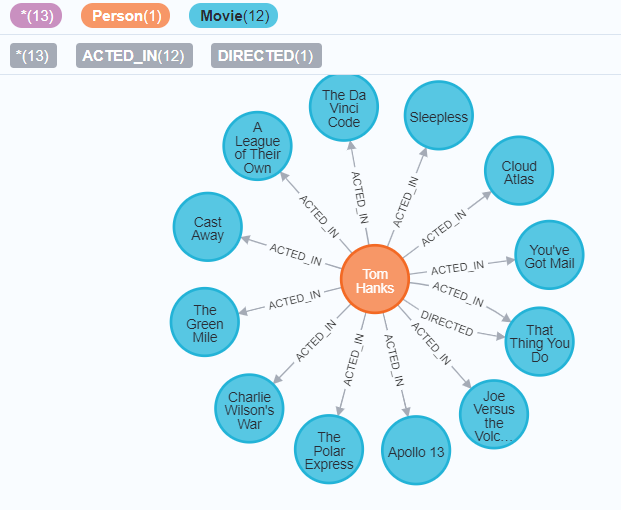 *(13) Person(1) Movie(12)
*(13) ACTED_IN(12) DIRECTED(1)
The Da
Vinci
Code
Sleepless
A
League
of Their
Own
Cloud
Atlas
Cast
Away
You've
Got Mail
Tom
Hanks
The
Green
Mile
That
Thing You
Do
Charlie
Wilson's
War
Joe
Versus
the
Volc...
The
Polar
Express
Apollo 13
ACTED_IN
ACTED_IN
ACTED_IN
ACTED_IN
ACTED_IN
ACTED_IN
ACTED_IN
DIRECTED
ACTED_IN
ACTED_IN
ACTED_IN
ACTED_IN
ACTED_IN